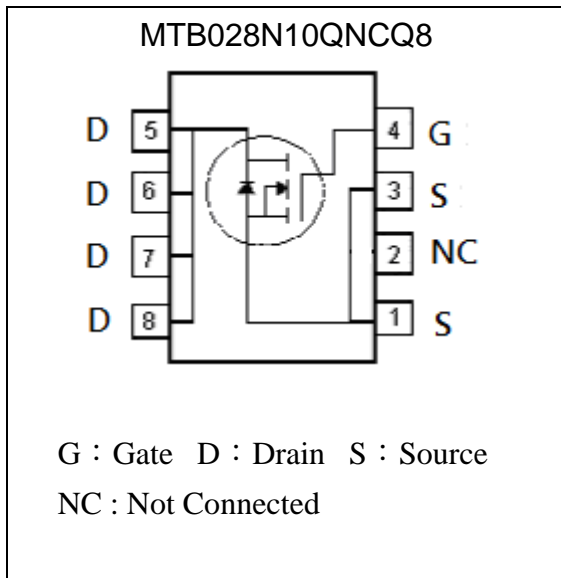 MTB028N10QNCQ8
D 5 4 G
D 6 3 S
D 7 2 NC
D 8 1 S
G：Gate D：Drain S：Source
NC : Not Connected